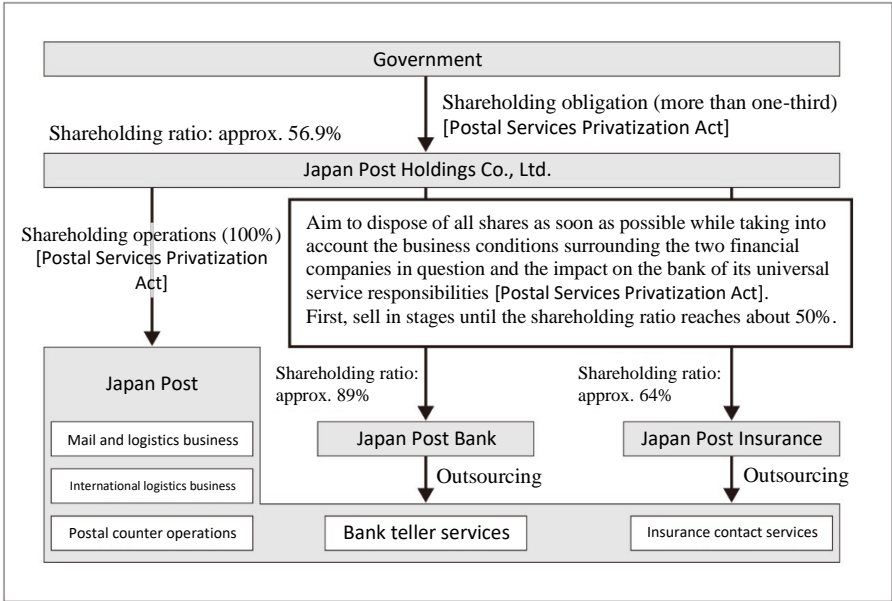 Government
Shareholding obligation (more than one-third)
[Postal Services Privatization Act]
Shareholding ratio: approx. 56.9%
Japan Post Holdings Co., Ltd.
Shareholding operations (100%)
[Postal Services Privatization
Act]
Aim to dispose of all shares as soon as possible while taking into
account the business conditions surrounding the two financial
companies in question and the impact on the bank of its universal
service responsibilities [Postal Services Privatization Act].
First, sell in stages until the shareholding ratio reaches about 50%.
Shareholding ratio:
approx. 89%
Shareholding ratio:
approx. 64%
Japan Post
Mail and logistics business
International logistics business
Postal counter operations
Japan Post Bank
Outsourcing
Bank teller services
Japan Post Insurance
Outsourcing
Insurance contact services